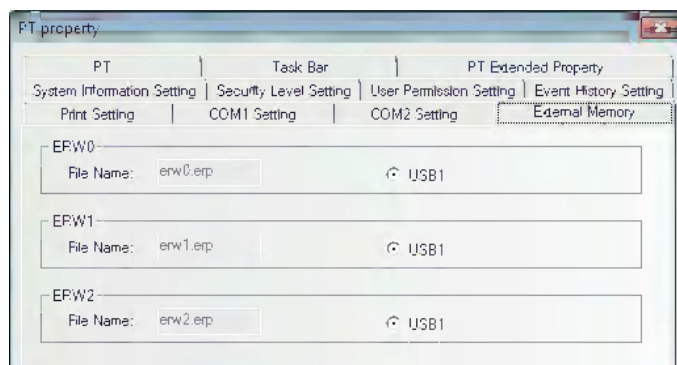 PT property
PT Task Bar PT Extended Property
System Information Setting Security Level Setting User Permission Setting Event History Setting
Print Setting COM1 Setting COM2 Setting External Memory
ERW0
File Name: erw0.erp USB1
ERW1
File Name: erw1.erp USB1
ERW2
File Name: erw2.erp USB1